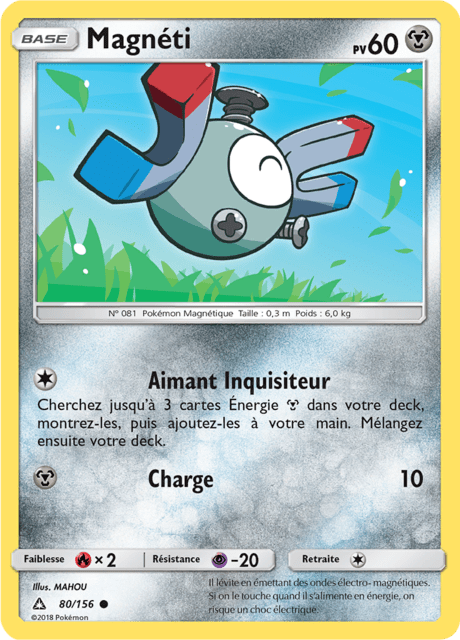 BASE Magnéti PV60
N° 081 Pokémon Magnétique Taille : 0,3 m Poids : 6,0 kg
Aimant Inquisiteur
Cherchez jusqu'à 3 cartes Énergie dans votre deck,
montrez-les, puis ajoutez-les à votre main. Mélangez
ensuite votre deck.
Charge 10
Faiblesse ×2 Résistance -20 Retraite
Illus. MAHOU
Il lévite en émettant des ondes électro- magnétiques.
80/156
Si on le touche quand il s'alimente en énergie, on
©2018 Pokémon
risque un choc électrique.